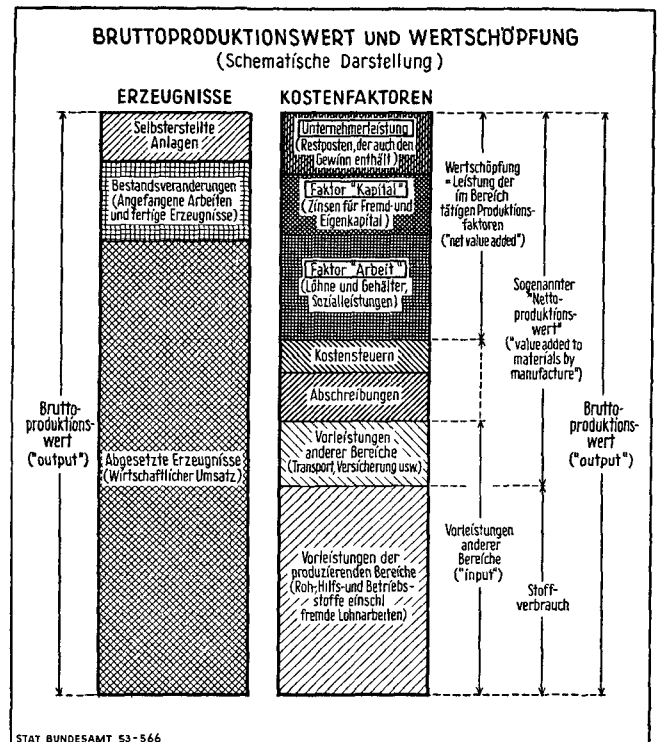 BRUTTOPRODUKTIONSWERT UND WERTSCHÖPFUNG
(Schematische Darstellung)
ERZEUGNISSE
Selbsterstellte
Anlagen
Bestandsveranderungen
(Angefangene Arbeiten
und fertige Erzeugnisse)
Brutto-
produktions-
wert
("output")
Abgesetzte Erzeugnisse
(Wirtschaftlicher Umsatz)
KOSTENFAKTOREN
Unternehmerleistung
(Restposten, der auch den
Gewinn enthält)
Faktor "Kapital"
(Zinsen für Fremd-und
Eigenkapital)
Faktor "Arbeit"
(Löhne und Gehälter,
Sozialleistungen)
Kostensteuern
Abschreibungen
Vorleistungen
anderer Bereiche
(Transport, Versicherung usw.)
Vorleistungen der
produzierenden Bereiche
(Roh-, Hilfs-und Betriebs-
stoffe einschl
fremde Lohnarbeiten)
Wertschöpfung
=Leistung der
im Bereich
tätigen Produktions-
faktoren
("net value added")
Sogenannter
"Netto-
produktions-
wert"
("value added to
materials by
manufacture")
Brutto-
produktions-
wert
("output")
Vorleistungen
anderer
Bereiche
("input")
Stoff-
verbrauch
STAT BUNDESAMT 53-566